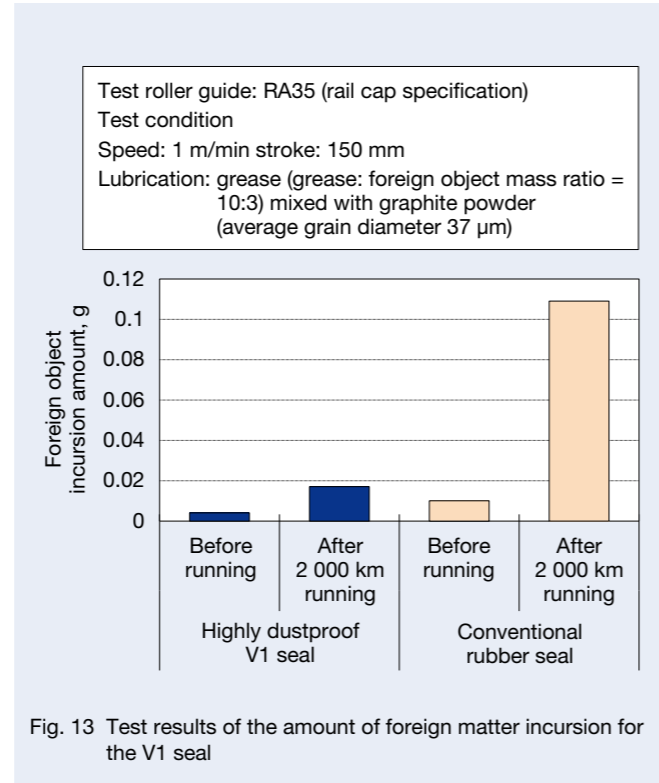 Test roller guide: RA35 (rail cap specification)
Test condition
Speed: 1 m/min stroke: 150 mm
Lubrication: grease (grease: foreign object mass ratio =
10:3) mixed with graphite powder
(average grain diameter 37 µm)
Foreign object
incursion amount, g
0.12
0.1
0.08
0.06
0.04
0.02
0
Before
running
After
2 000 km
running
Before
running
After
2 000 km
running
Highly dustproof
V1 seal
Conventional
rubber seal
Fig. 13 Test results of the amount of foreign matter incursion for
the V1 seal